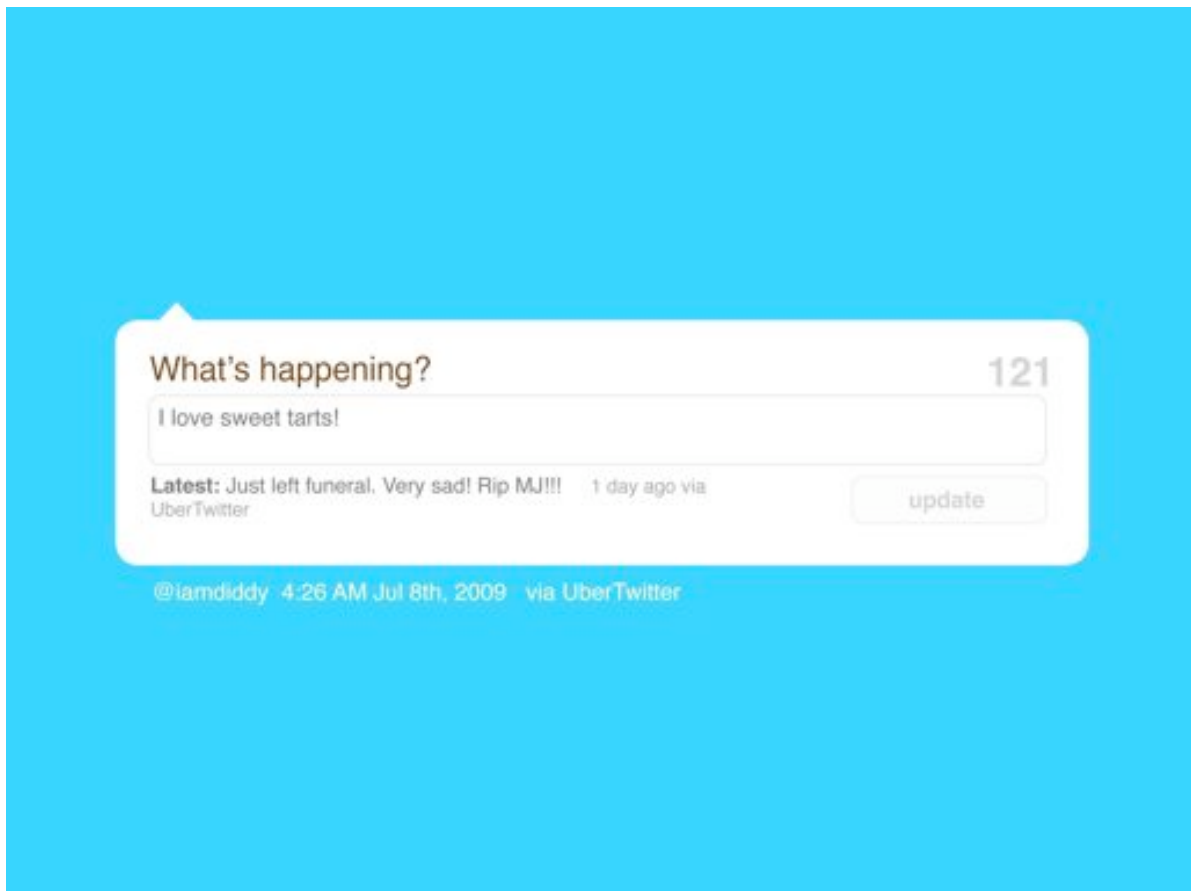 What's happening?
121
I love sweet tarts!
Latest: Just left funeral. Very sad! Rip MJ!!! 1 day ago via
UberTwitter
update
@iamdiddy 4:26 AM Jul 8th, 2009 via UberTwitter